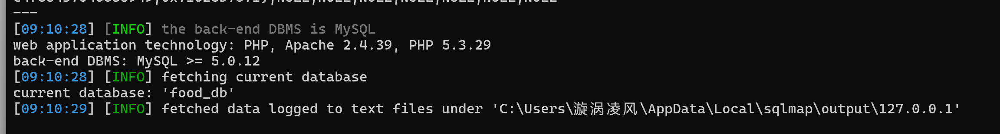 ---
[09:10:28] [INFO] the back-end DBMS is MySQL
web application technology: PHP, Apache 2.4.39, PHP 5.3.29
back-end DBMS: MySQL >= 5.0.12
[09:10:28] [INFO] fetching current database
current database: 'food_db'
[09:10:29] [INFO] fetched data logged to text files under 'C:\Users\漩涡凌风\AppData\Local\sqlmap\output\127.0.0.1'